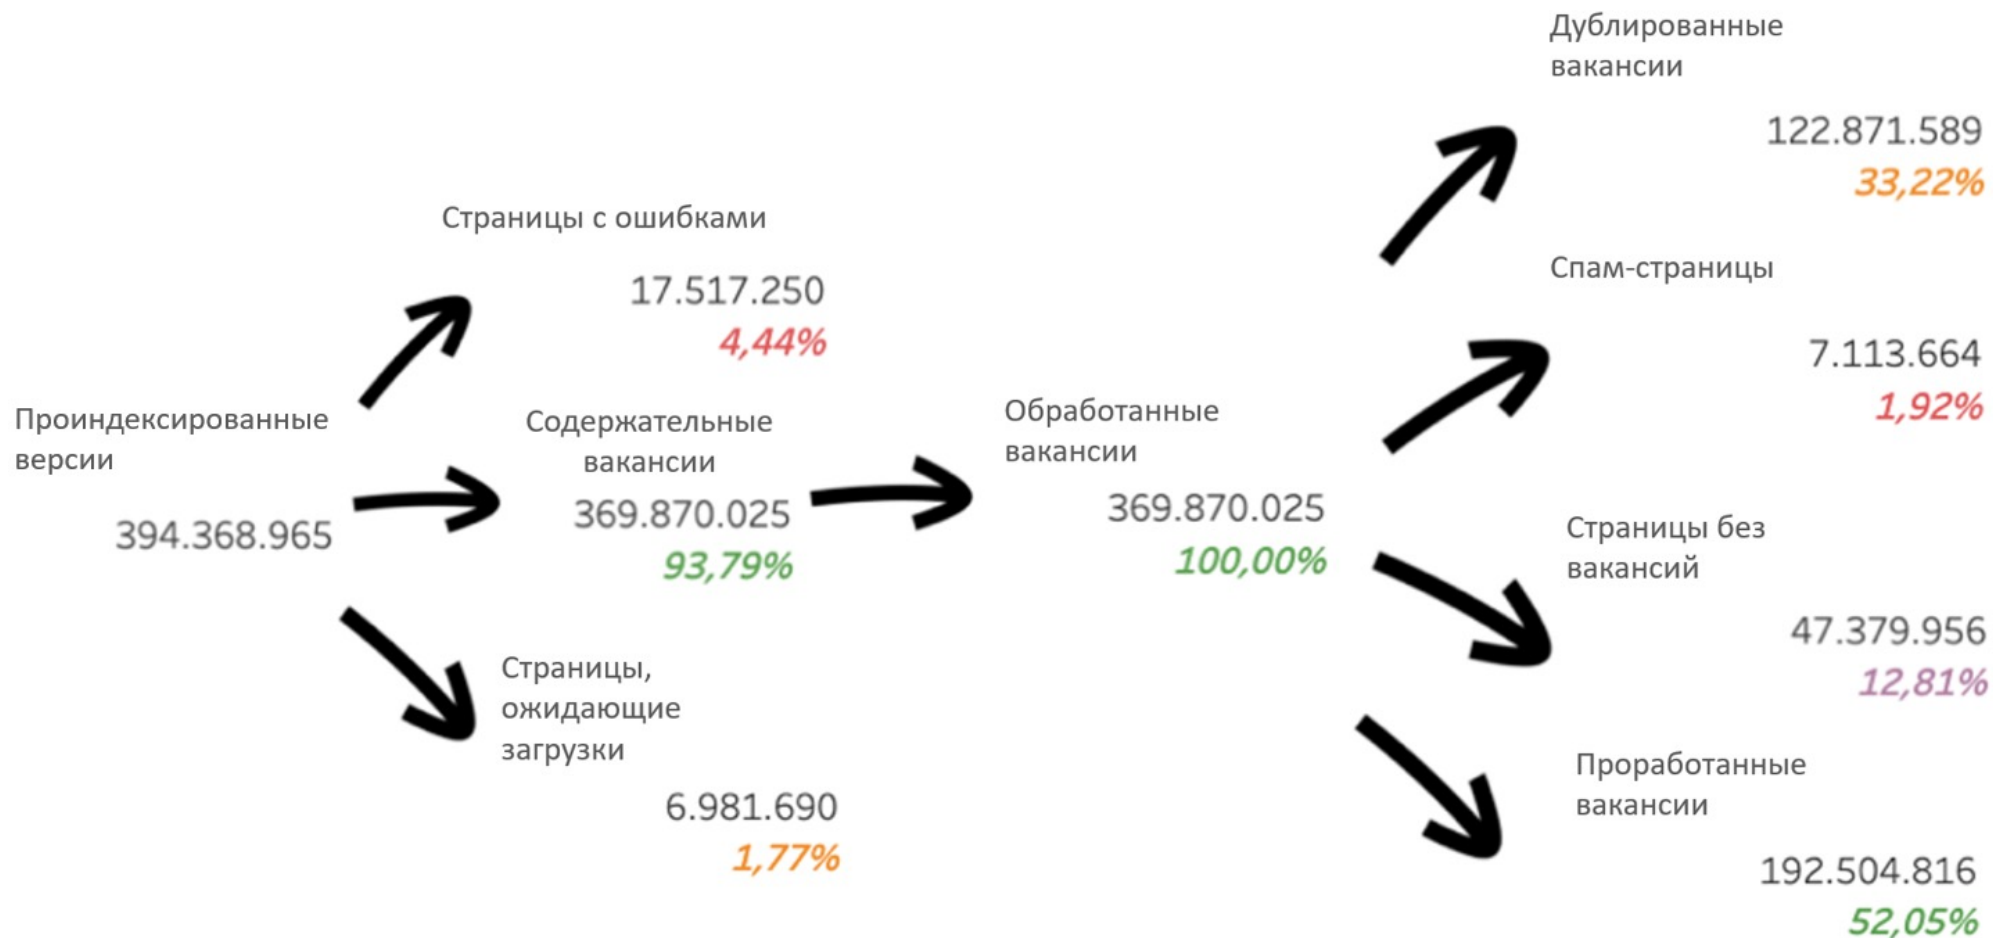 Проиндексированные
версии
394.368.965
Страницы с ошибками
17.517.250
4,44%
Содержательные
вакансии
369.870.025
93,79%
Страницы,
ожидающие
загрузки
6.981.690
1,77%
Обработанные
вакансии
369.870.025
100,00%
Дублированные
вакансии
122.871.589
33,22%
Спам-страницы
7.113.664
1,92%
Страницы без
вакансий
47.379.956
12,81%
Проработанные
вакансии
192.504.816
52,05%